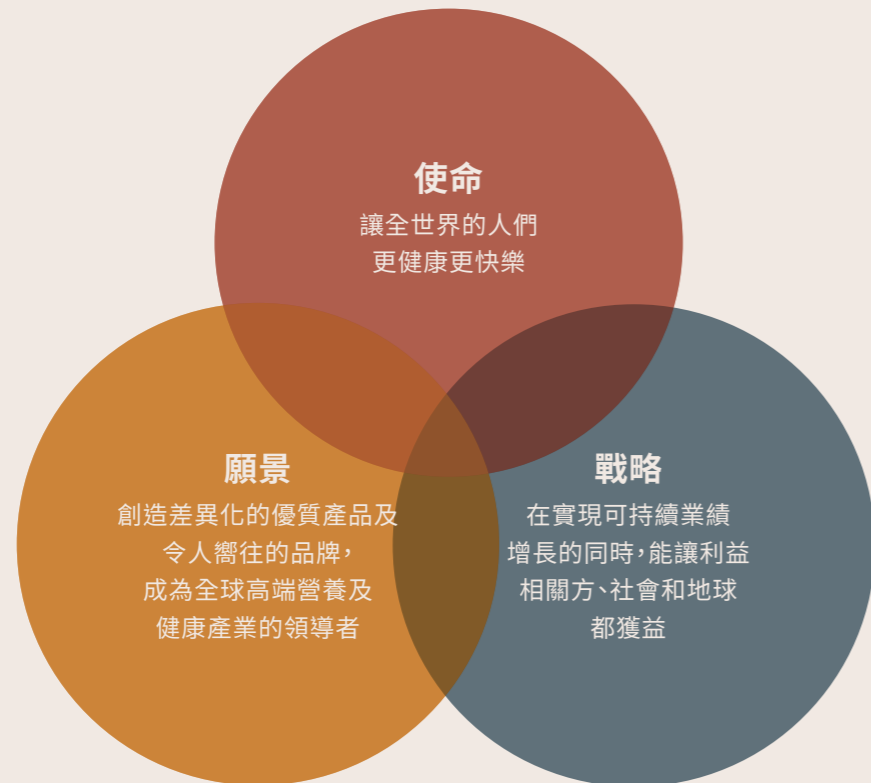 使命
讓全世界的人們
更健康更快樂
願景
創造差異化的優質產品及
令人嚮往的品牌，
成為全球高端營養及
健康產業的領導者
戰略
在實現可持續業績
增長的同時，能讓利益
相關方、社會和地球
都獲益